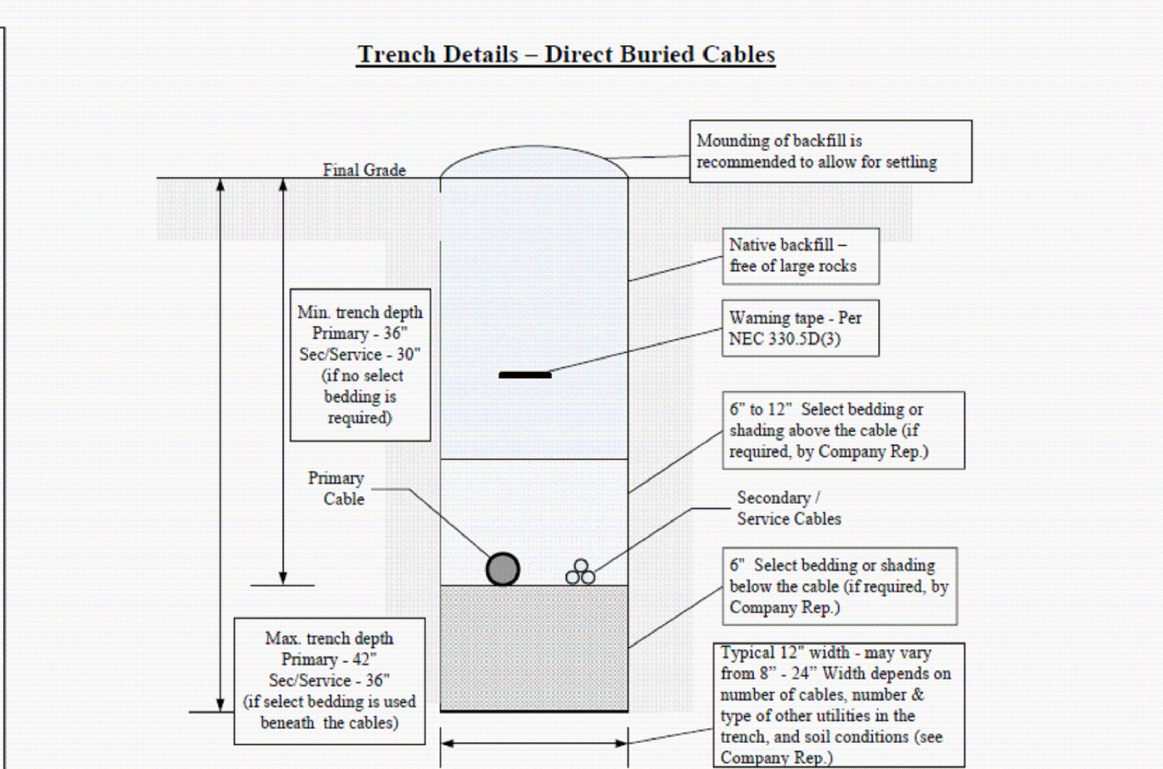 Trench Details – Direct Buried Cables
Mounding of backfill is
recommended to allow for settling
Final Grade
Native backfill –
free of large rocks
Min. trench depth
Primary - 36"
Sec/Service - 30"
(if no select
bedding is
required)
Warning tape - Per
NEC 330.5D(3)
6" to 12" Select bedding or
shading above the cable (if
required, by Company Rep.)
Primary
Cable
Secondary /
Service Cables
6" Select bedding or shading
below the cable (if required, by
Company Rep.)
Max. trench depth
Primary - 42"
Sec/Service - 36"
(if select bedding is used
beneath the cables)
Typical 12" width - may vary
from 8” - 24” Width depends on
number of cables, number &
type of other utilities in the
trench, and soil conditions (see
Company Rep.)